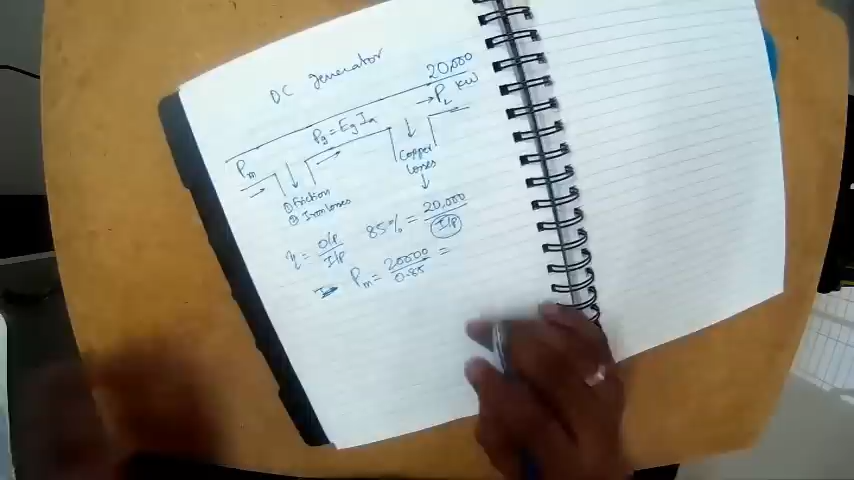 DC generator
20,000
→ P_L kW
Pg = Eg Ia
Pm
Copper
losses
① Friction
② Iron losses
η = O/P / I/P
85% = 20,000 / I/P
Pm = 20000 / 0.85 =